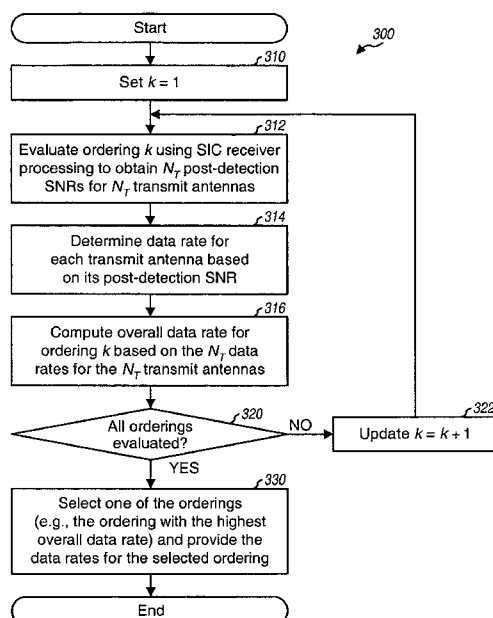 Start
300
310
Set k = 1
312
Evaluate ordering k using SIC receiver
processing to obtain N_T post-detection
SNRs for N_T transmit antennas
314
Determine data rate for
each transmit antenna based
on its post-detection SNR
316
Compute overall data rate for
ordering k based on the N_T data
rates for the N_T transmit antennas
320
All orderings
evaluated?
NO
322
Update k = k + 1
YES
330
Select one of the orderings
(e.g., the ordering with the highest
overall data rate) and provide the
data rates for the selected ordering
End